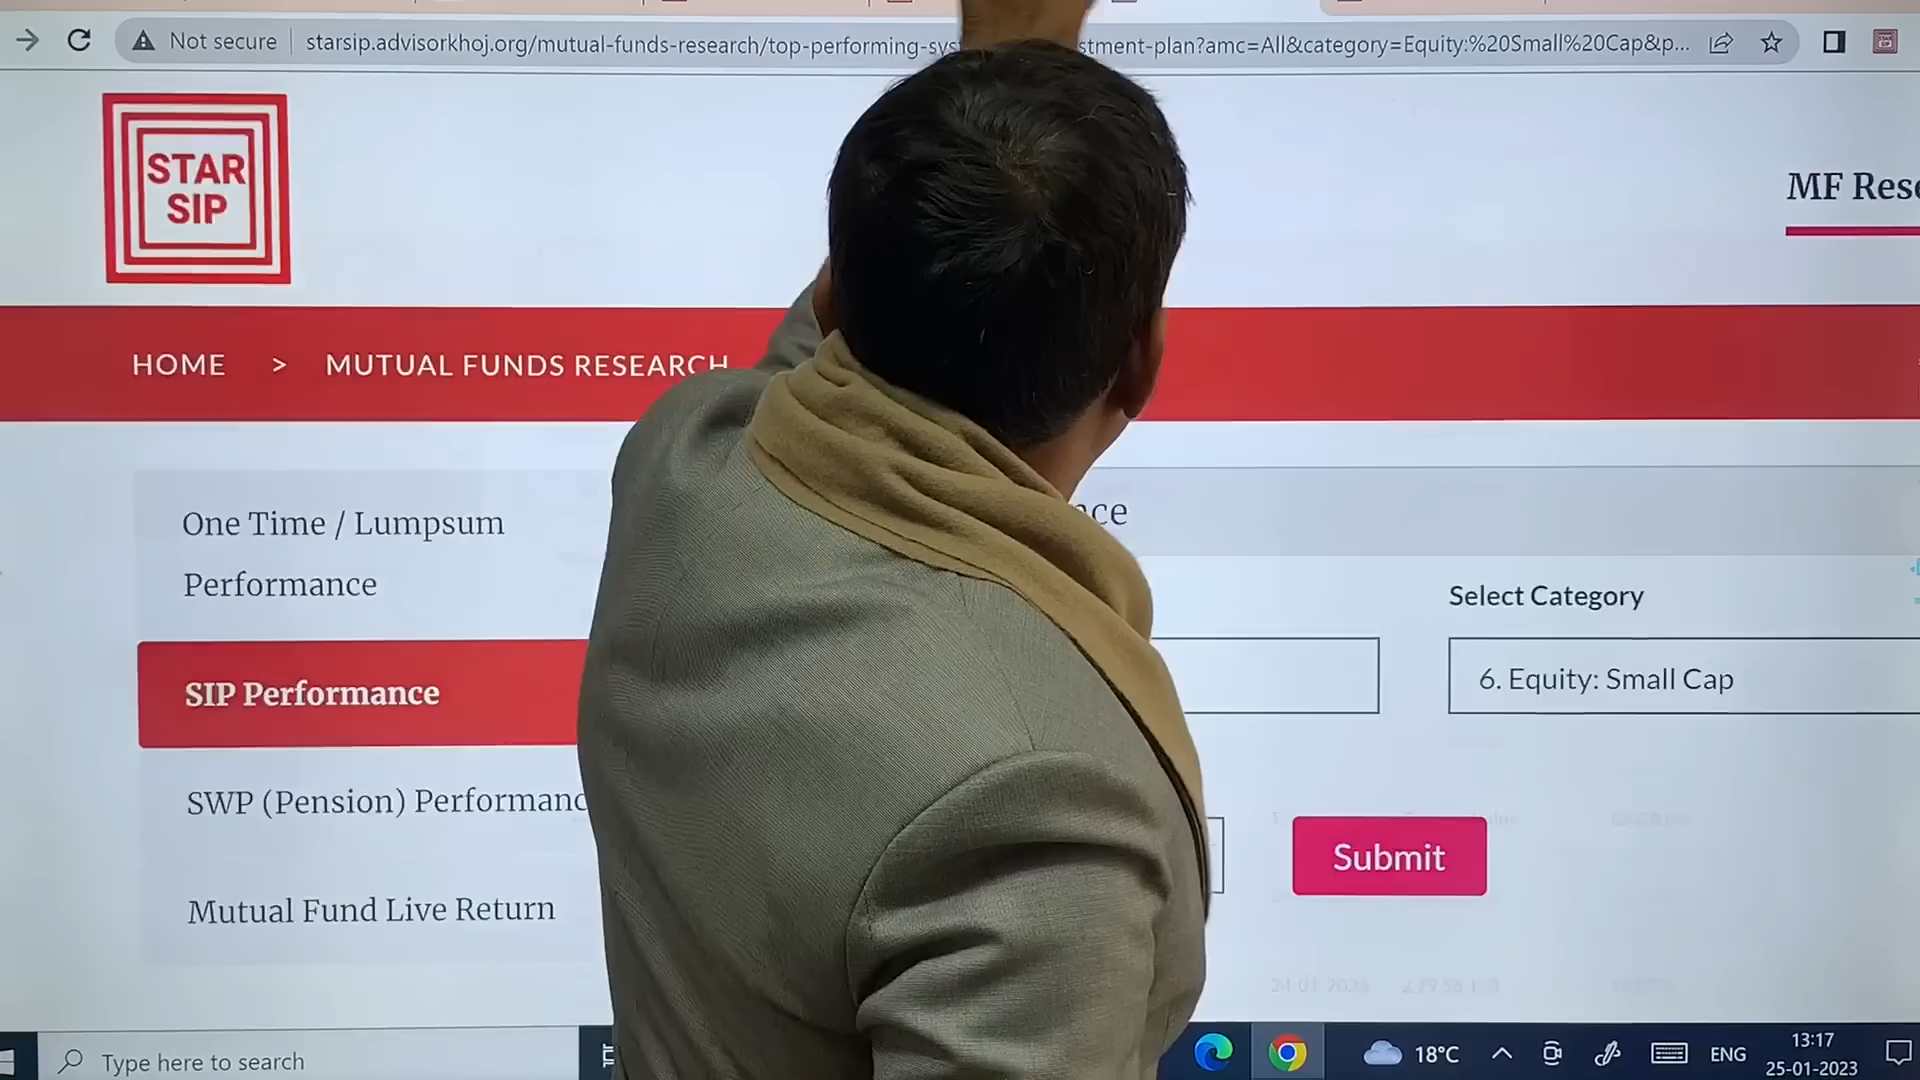 Not secure
starsip.advisorkhoj.org/mutual-funds-research/top-performing-sys
stment-plan?amc=All&category=Equity:%20Small%20Cap&p...
STAR
SIP
MF Rese
HOME > MUTUAL FUNDS RESEARCH
One Time / Lumpsum
Performance
nce
Select Category
SIP Performance
6. Equity: Small Cap
SWP (Pension) Performanc
Submit
Mutual Fund Live Return
Type here to search
18°C
ENG
13:17
25-01-2023